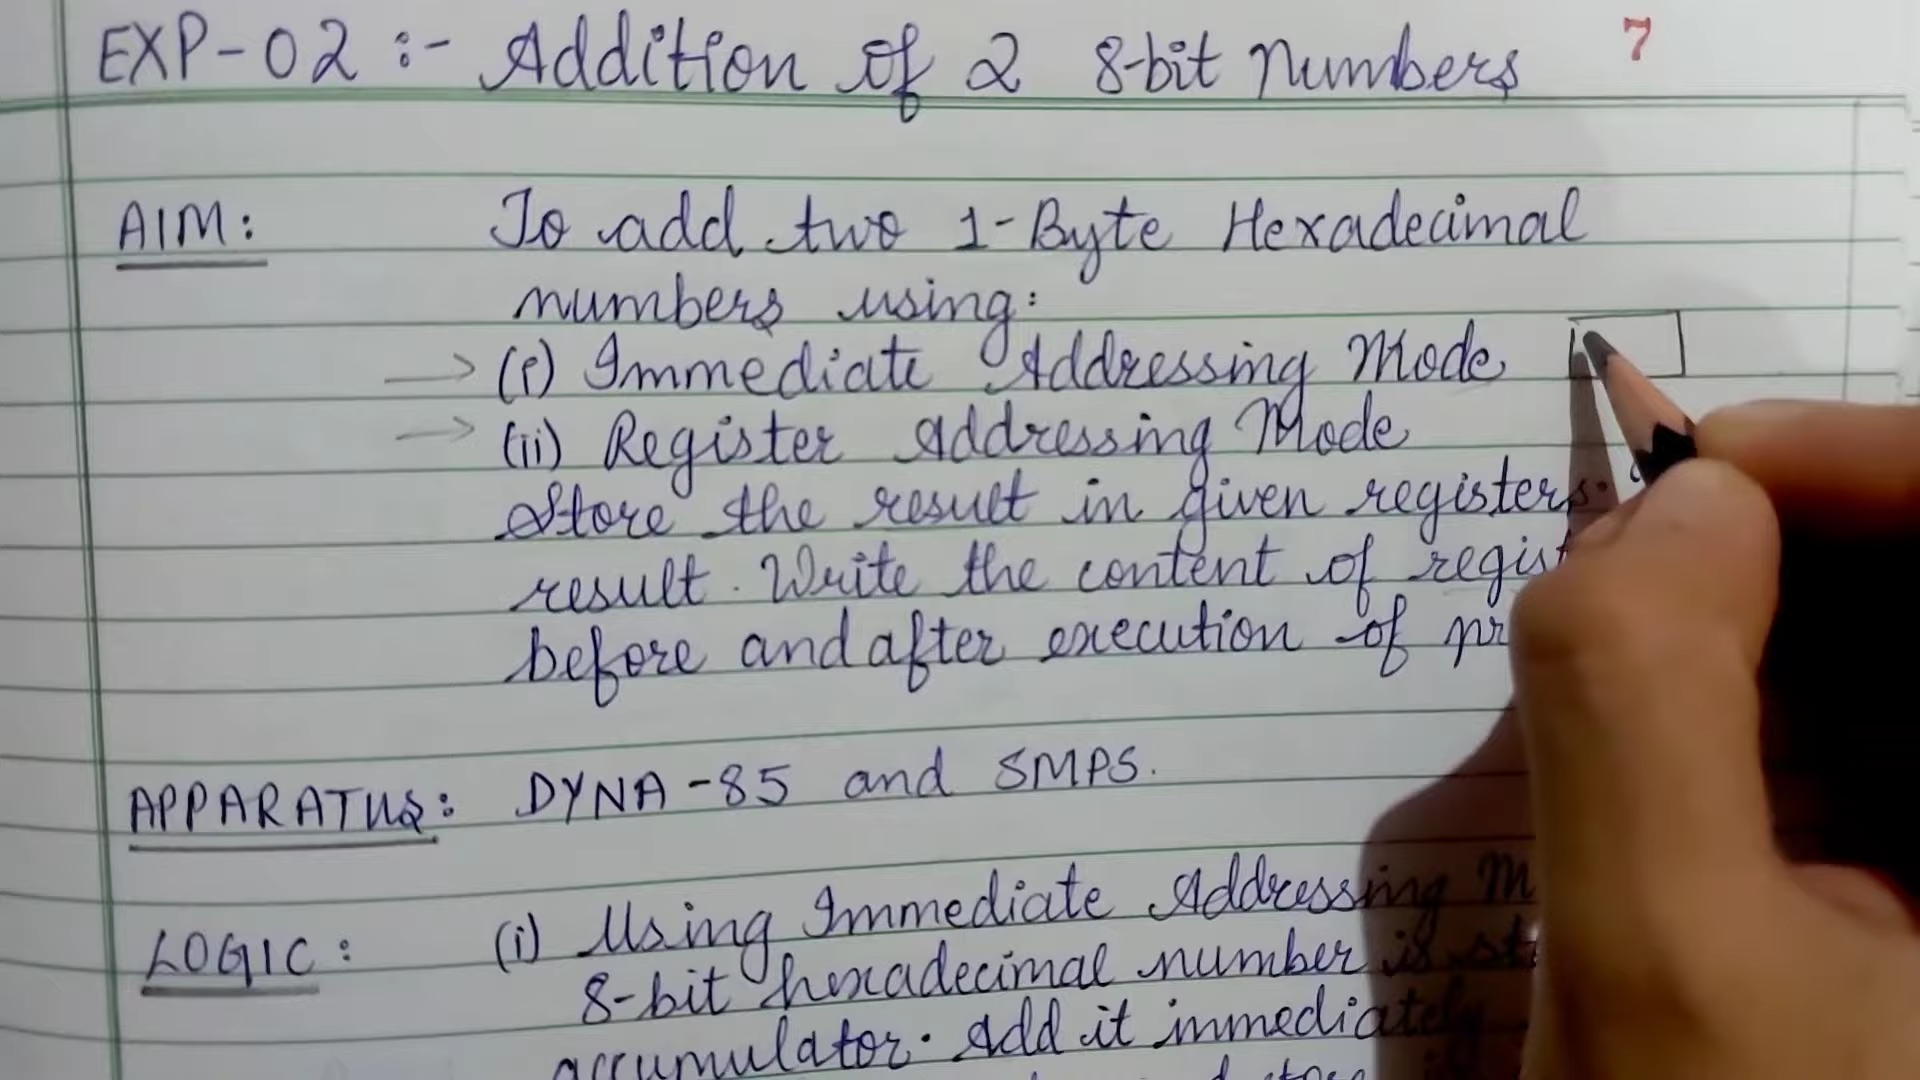 EXP-02 :- Addition of 2 8-bit Numbers 7
AIM: To add two 1-Byte Hexadecimal
numbers using:
→ (i) Immediate Addressing Mode
→ (ii) Register Addressing Mode
Store the result in given registers.
result. Write the content of
before and after execution of
APPARATUS: DYNA-85 and SMPS.
LOGIC: (i) Using Immediate Addressing
8-bit hexadecimal number is
accumulator. Add it immediately